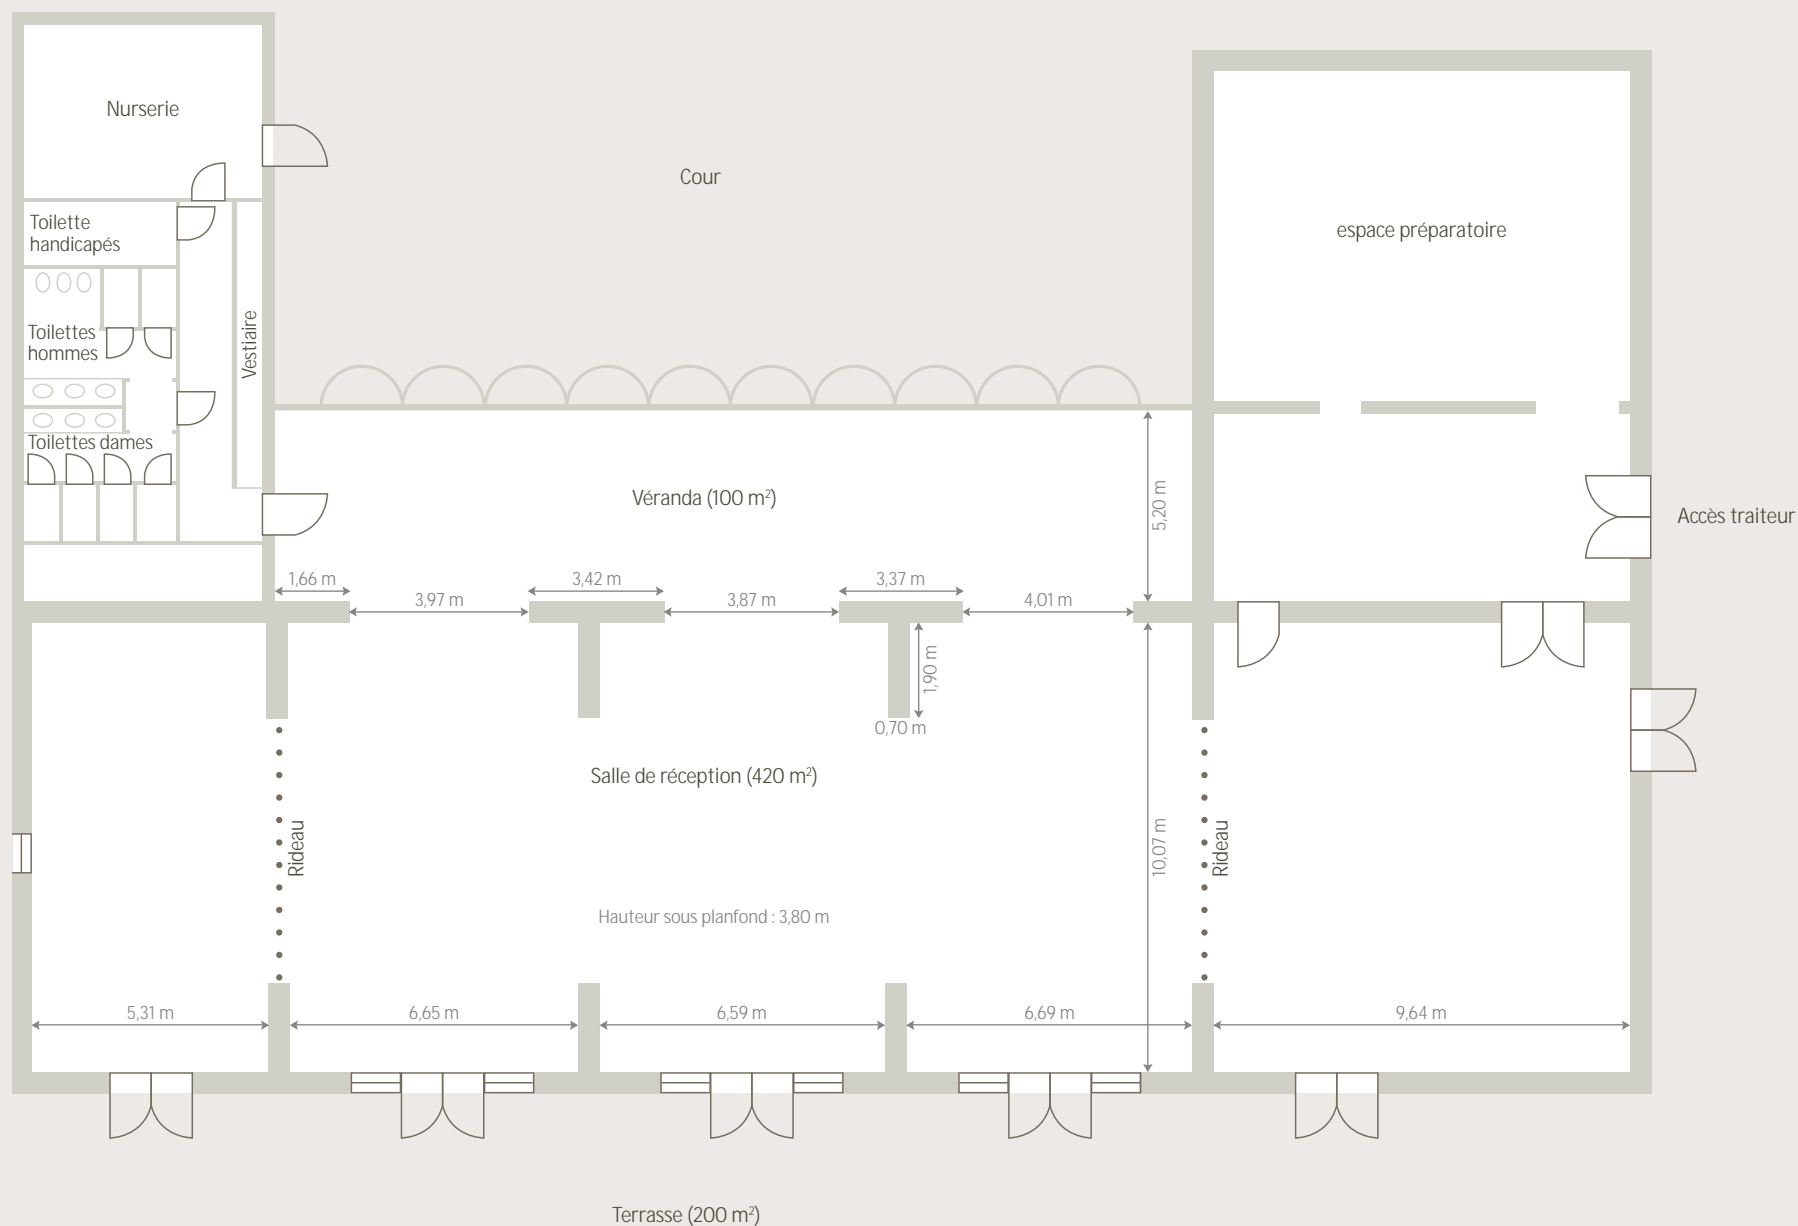 Nurserie
Cour
Toilette
handicapés
espace préparatoire
Toilettes
hommes
Vestiaire
Toilettes dames
Véranda (100 m²)
5,20 m
Accès traiteur
1,66 m
3,97 m
3,42 m
3,87 m
3,37 m
4,01 m
1,90 m
0,70 m
Salle de réception (420 m²)
Rideau
10,07 m
Rideau
Hauteur sous planfond : 3,80 m
5,31 m
6,65 m
6,59 m
6,69 m
9,64 m
Terrasse (200 m²)